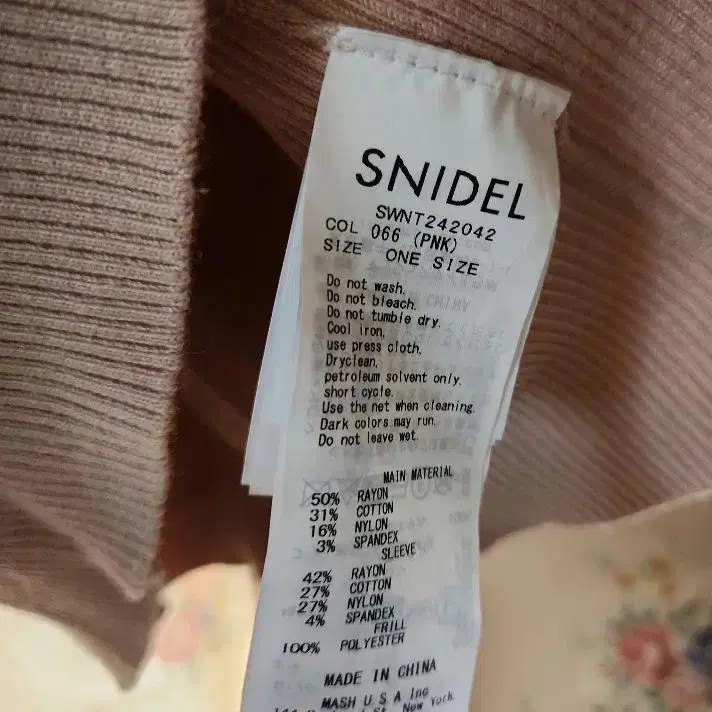 SNIDEL
SWNT242042
COL 066 (PNK)
SIZE ONE SIZE
Do not wash.
Do not bleach.
Do not tumble dry.
Cool iron,
use press cloth.
Dryclean,
petroleum solvent only.
short cycle.
Use the net when cleaning.
Dark colors may run.
Do not leave wet.
MAIN MATERIAL
50% RAYON
31% COTTON
16% NYLON
3% SPANDEX
SLEEVE
42% RAYON
27% COTTON
27% NYLON
4% SPANDEX
FRILL
100% POLYESTER
MADE IN CHINA
MASH U S A Inc
New York